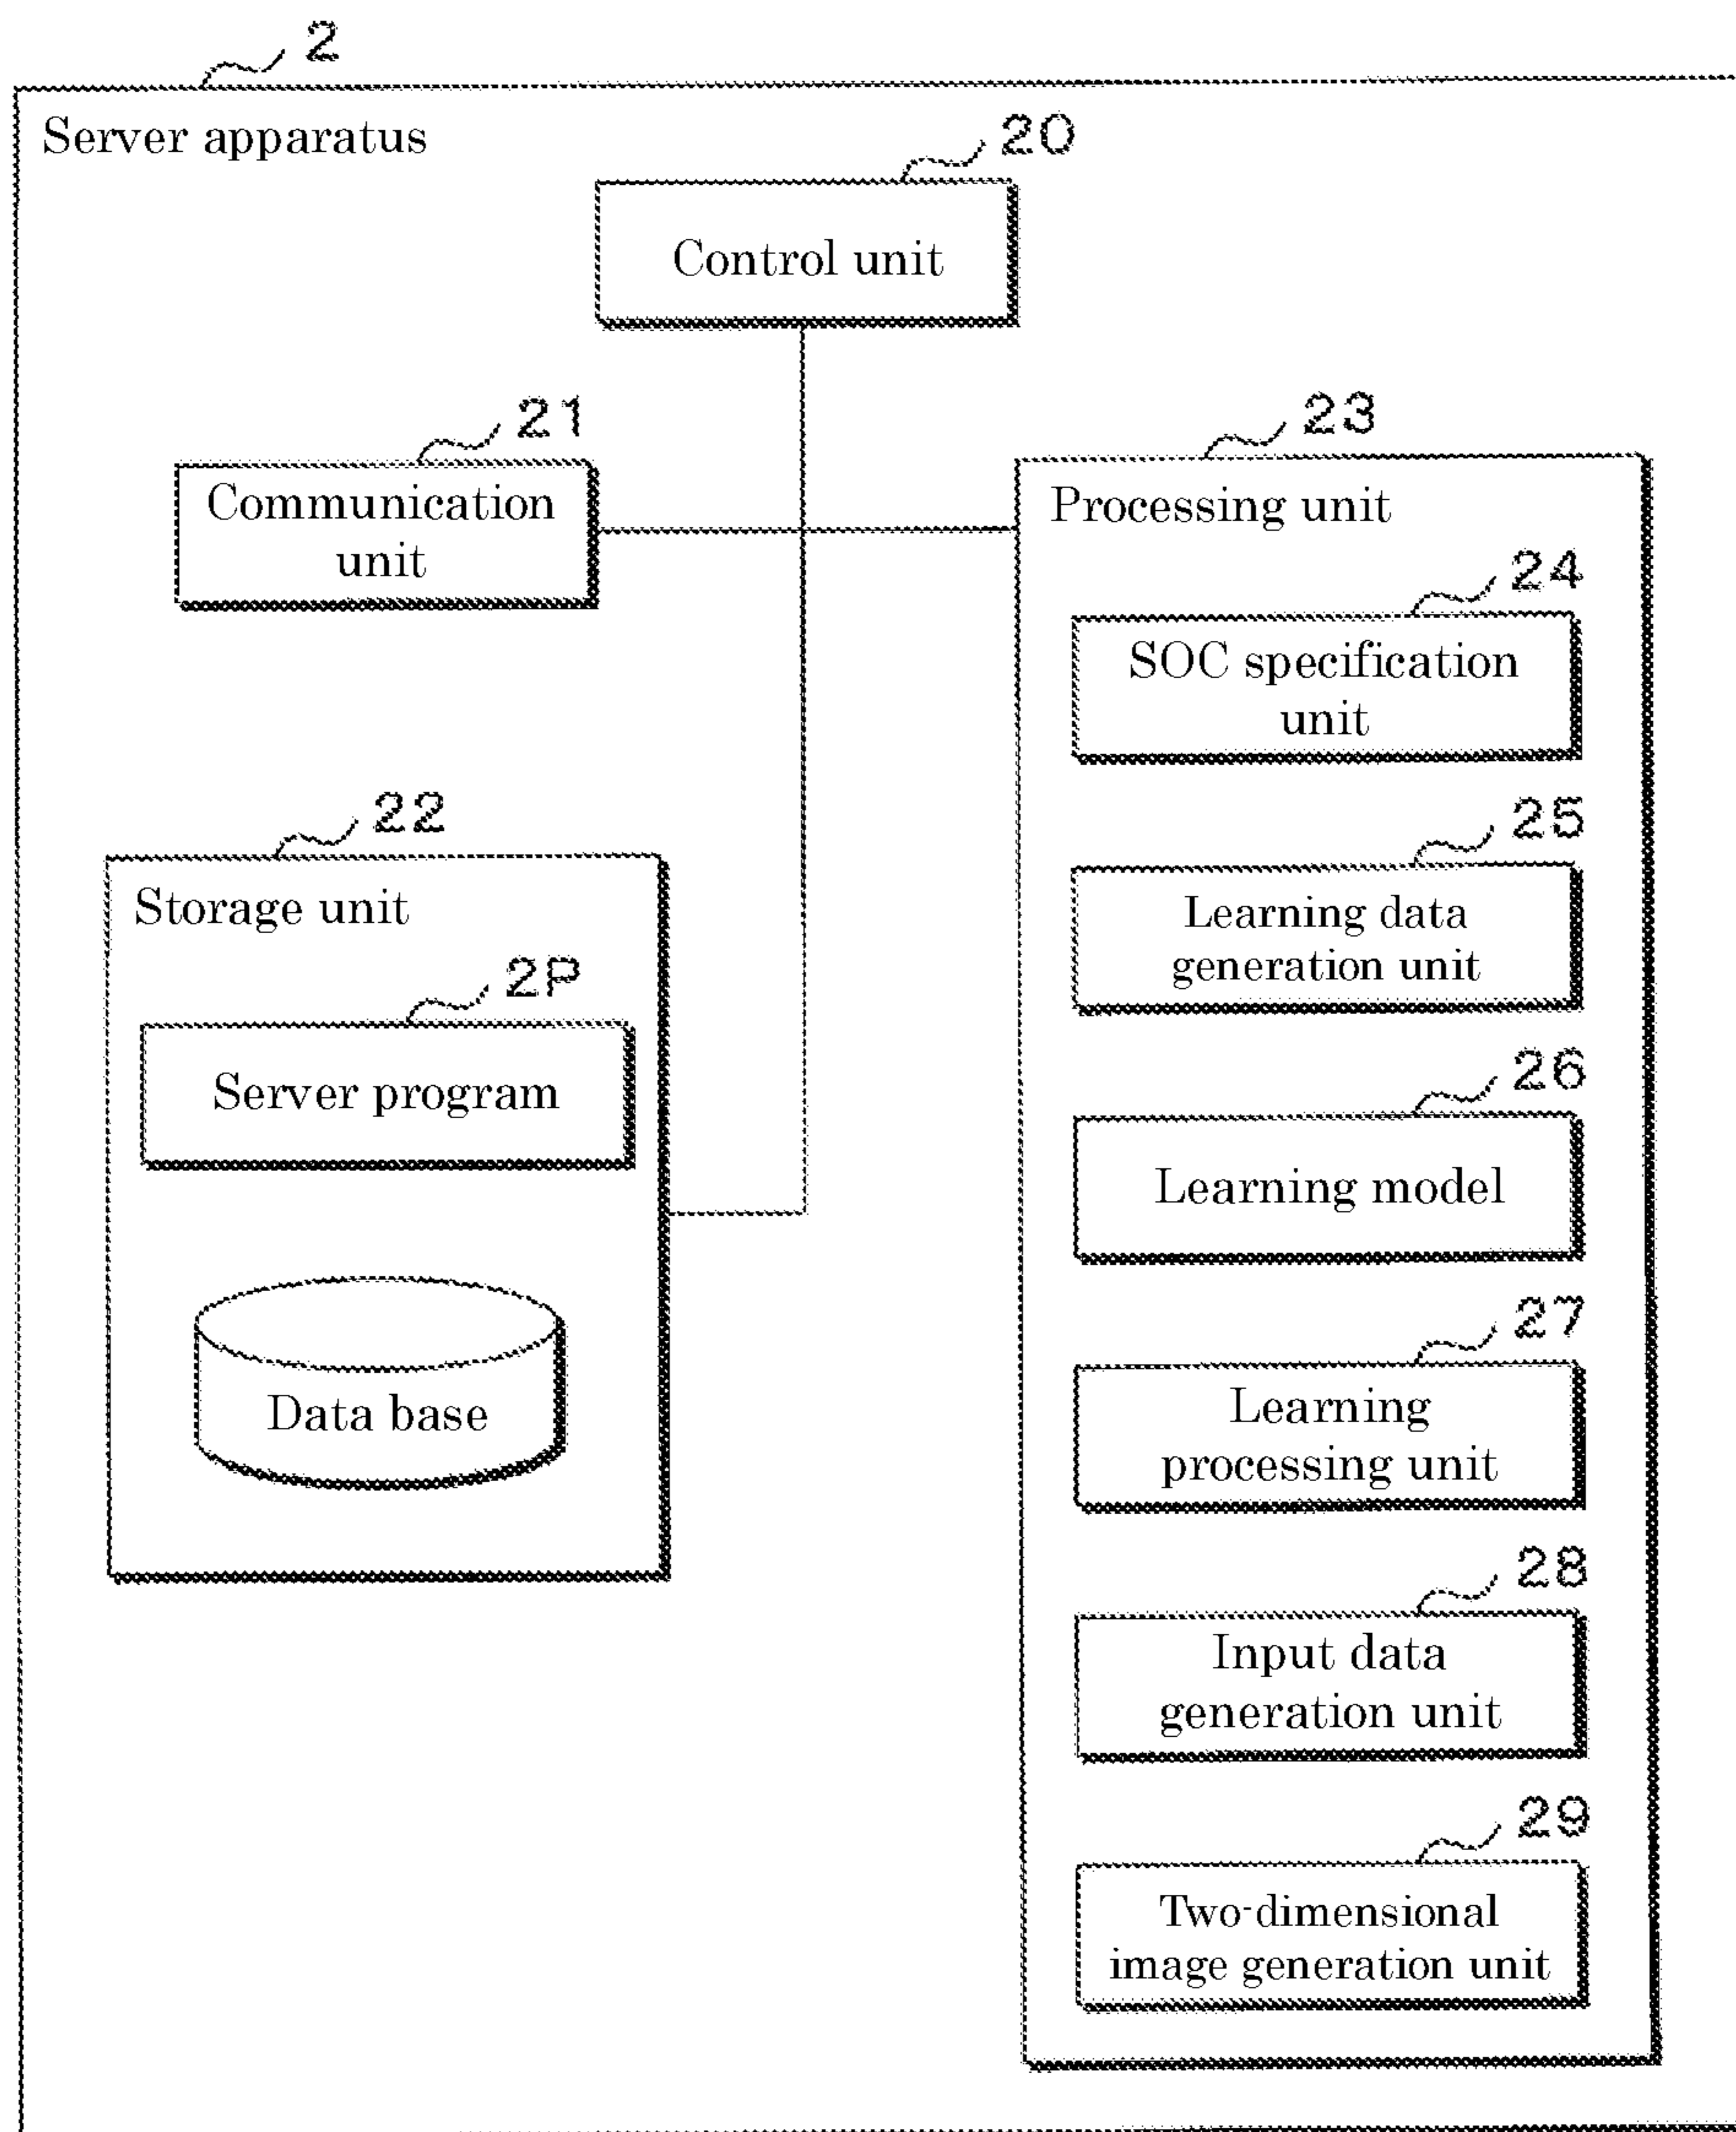 2
Server apparatus
20
Control unit
21
Communication
unit
23
Processing unit
24
SOC specification
unit
22
Storage unit
2P
Server program
Data base
25
Learning data
generation unit
26
Learning model
27
Learning
processing unit
28
Input data
generation unit
29
Two-dimensional
image generation unit